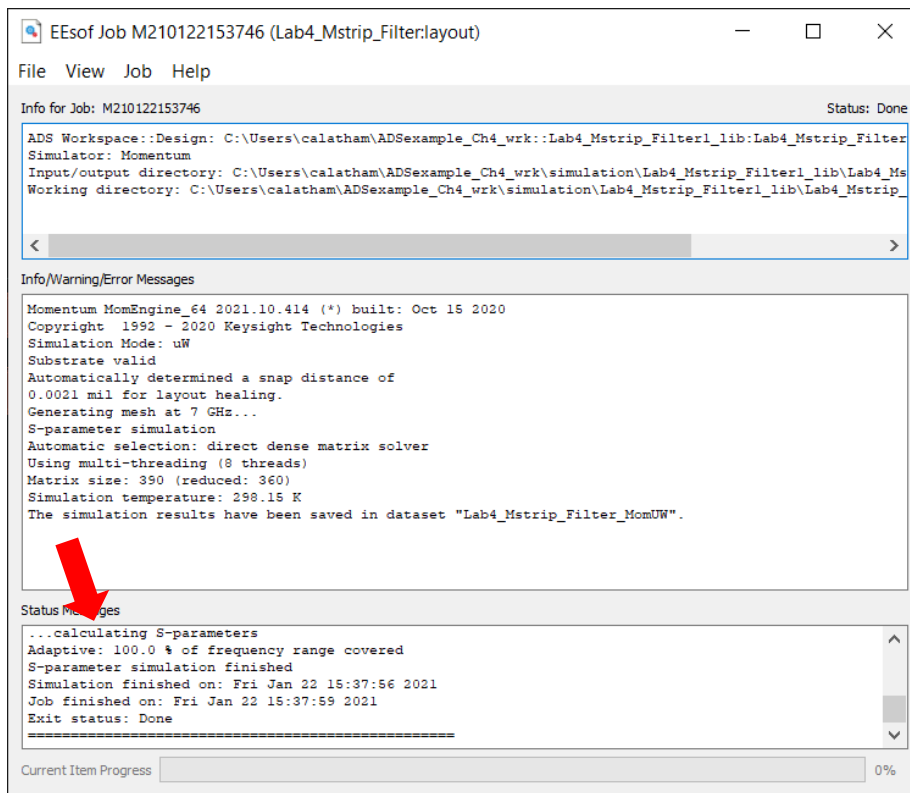 EEsof Job M210122153746 (Lab4_Mstrip_Filter:layout)
File View Job Help
Info for Job: M210122153746 Status: Done
ADS Workspace::Design: C:\Users\calatham\ADSexample_Ch4_wrk::Lab4_Mstrip_Filter1_lib:Lab4_Mstrip_Filter
Simulator: Momentum
Input/output directory: C:\Users\calatham\ADSexample_Ch4_wrk\simulation\Lab4_Mstrip_Filter1_lib\Lab4_Ms
Working directory: C:\Users\calatham\ADSexample_Ch4_wrk\simulation\Lab4_Mstrip_Filter1_lib\Lab4_Mstrip_
Info/Warning/Error Messages
Momentum MomEngine_64 2021.10.414 (*) built: Oct 15 2020
Copyright 1992 - 2020 Keysight Technologies
Simulation Mode: uW
Substrate valid
Automatically determined a snap distance of
0.0021 mil for layout healing.
Generating mesh at 7 GHz...
S-parameter simulation
Automatic selection: direct dense matrix solver
Using multi-threading (8 threads)
Matrix size: 390 (reduced: 360)
Simulation temperature: 298.15 K
The simulation results have been saved in dataset "Lab4_Mstrip_Filter_MomUW".
Status Messages
...calculating S-parameters
Adaptive: 100.0 % of frequency range covered
S-parameter simulation finished
Simulation finished on: Fri Jan 22 15:37:56 2021
Job finished on: Fri Jan 22 15:37:59 2021
Exit status: Done
==================================================
Current Item Progress 0%